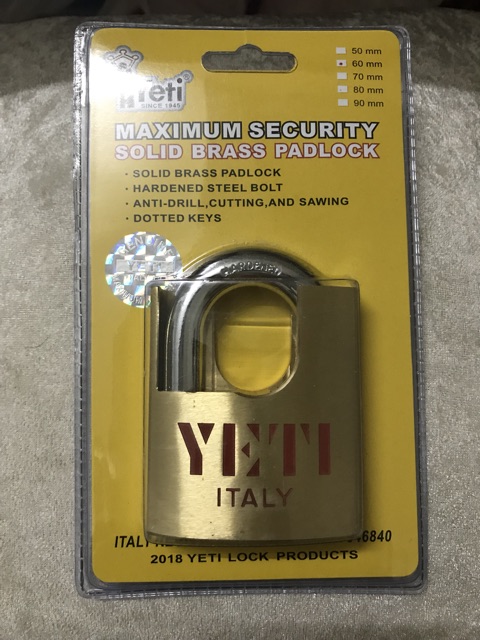 Yeti
SINCE 1945
50 mm
60 mm
70 mm
80 mm
90 mm
MAXIMUM SECURITY
SOLID BRASS PADLOCK
· SOLID BRASS PADLOCK
· HARDENED STEEL BOLT
· ANTI-DRILL,CUTTING,AND SAWING
· DOTTED KEYS
HARDENED
YETI
ITALY
ITALY
6840
2018 YETI LOCK PRODUCTS